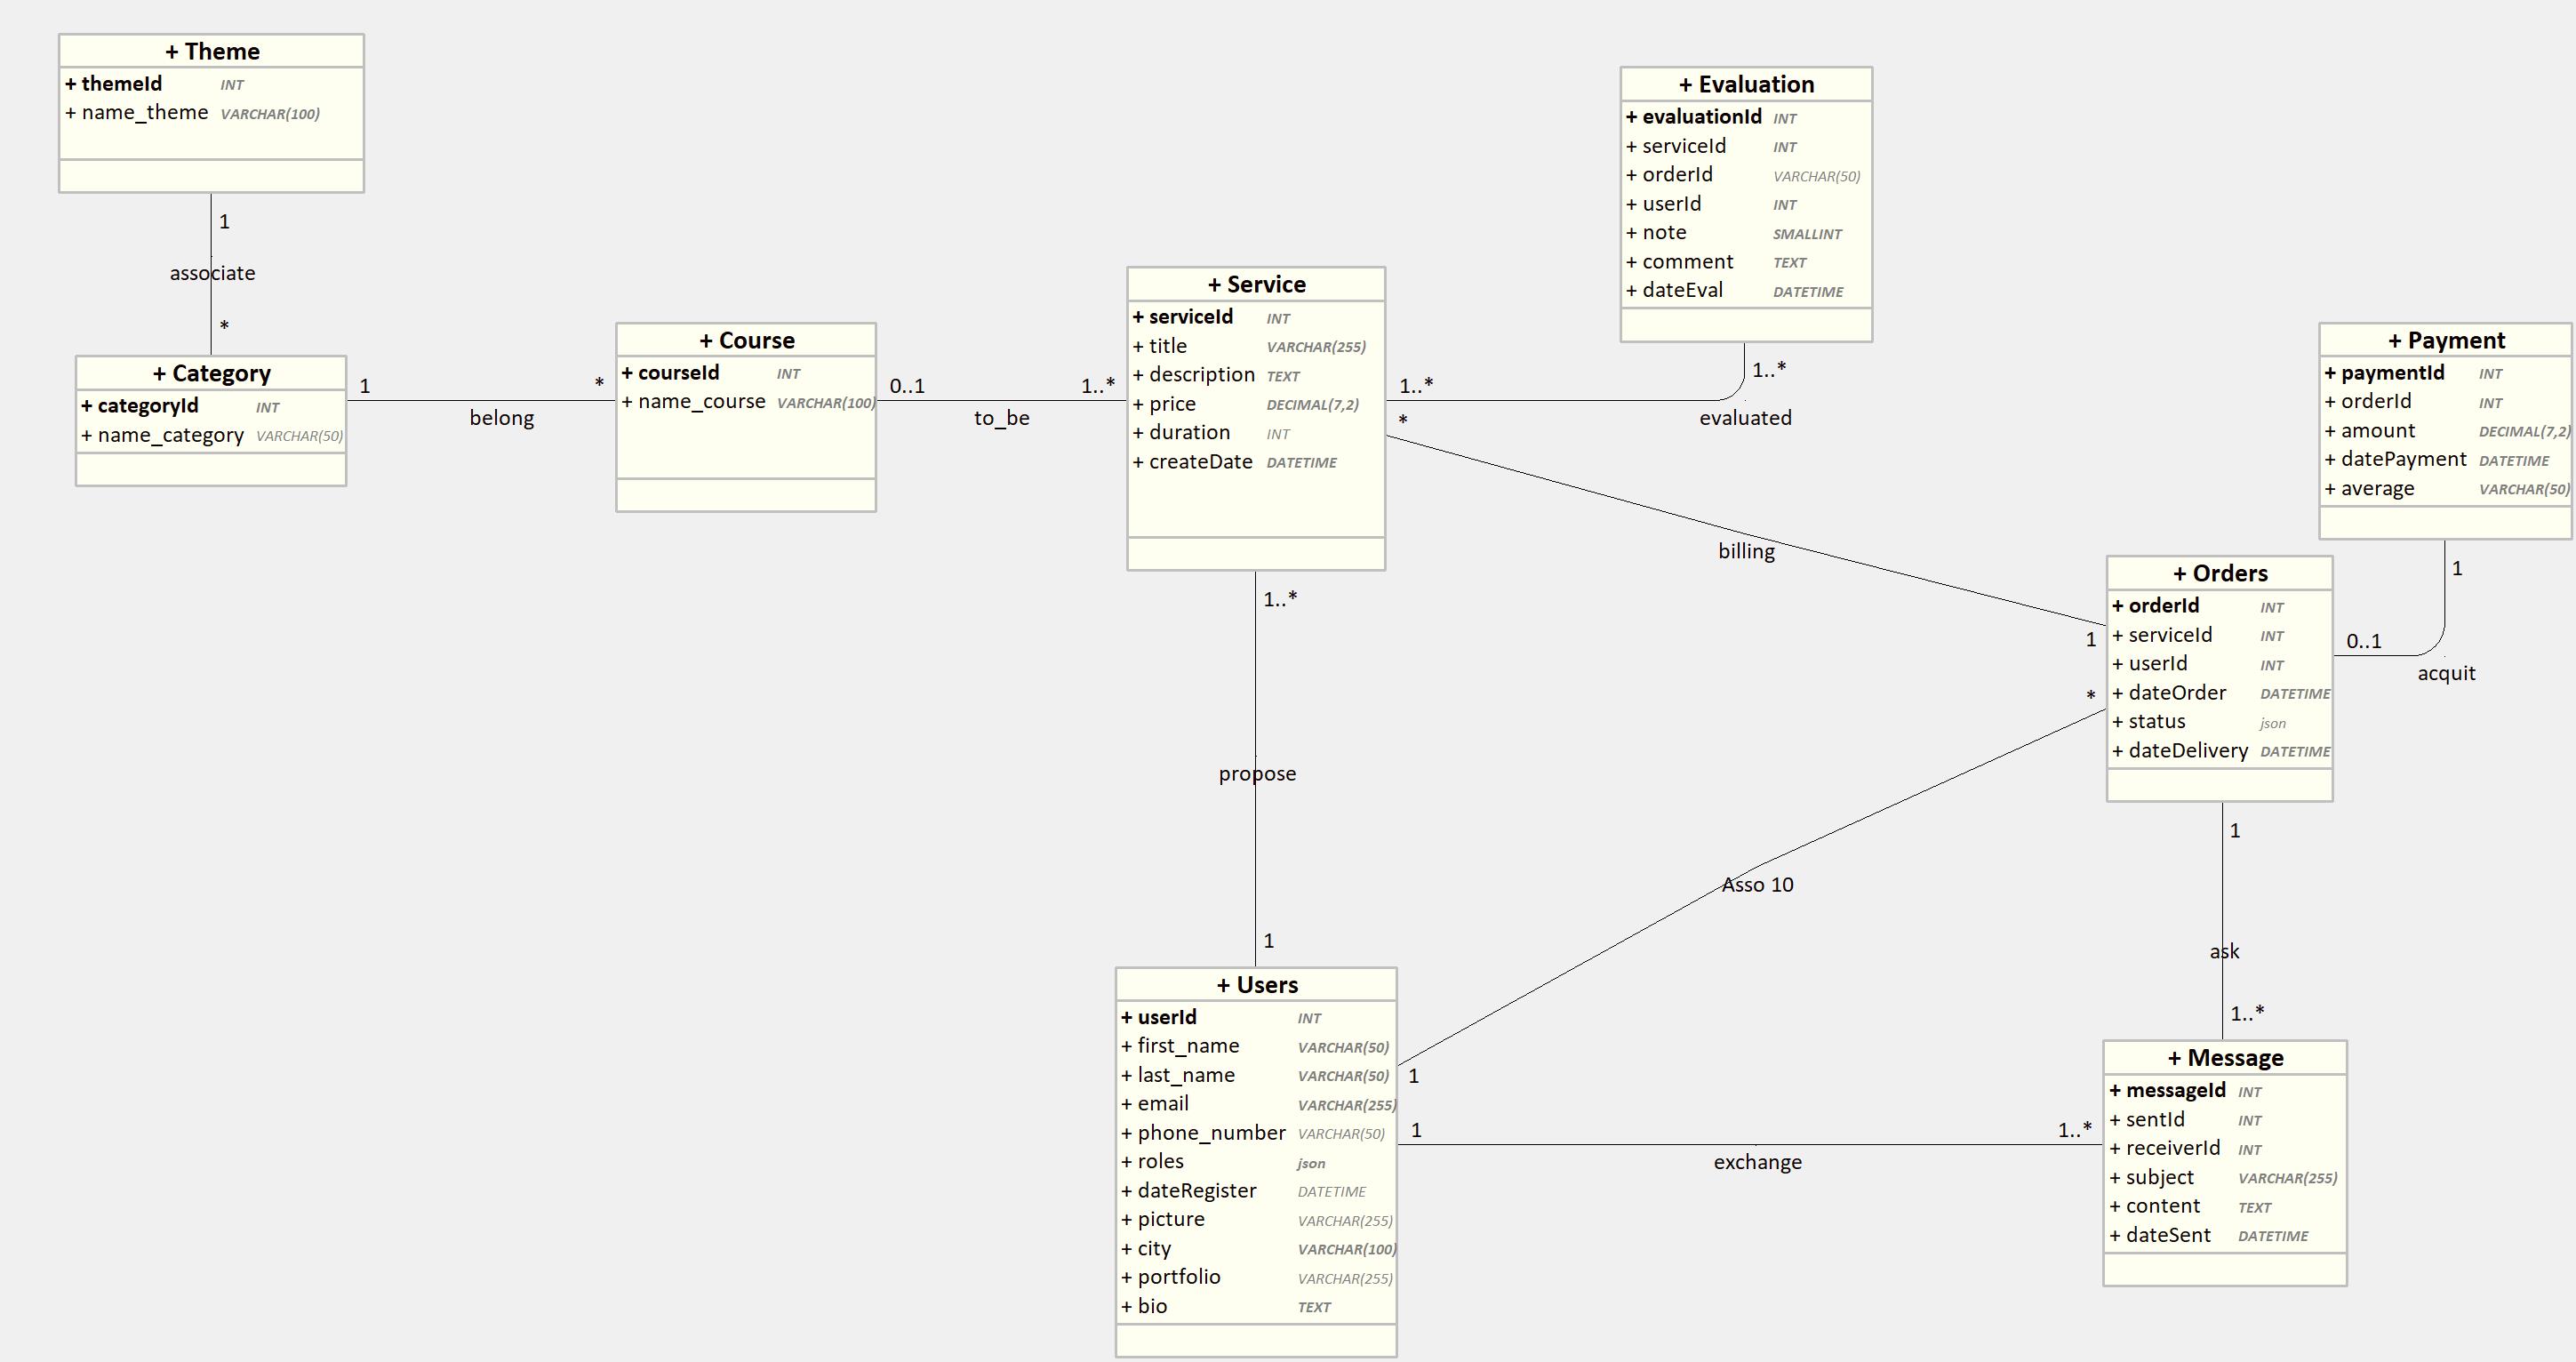 + Theme
+ themeId INT
+ name_theme VARCHAR(100)
1
associate
*
+ Category
+ categoryId INT
+ name_category VARCHAR(50)
1
belong
*
+ Course
+ courseId INT
+ name_course VARCHAR(100)
0..1
to_be
1..*
+ Service
+ serviceId INT
+ title VARCHAR(255)
+ description TEXT
+ price DECIMAL(7,2)
+ duration INT
+ createDate DATETIME
1..*
evaluated
1..*
+ Evaluation
+ evaluationId INT
+ serviceId INT
+ orderId VARCHAR(50)
+ userId INT
+ note SMALLINT
+ comment TEXT
+ dateEval DATETIME
*
billing
1
+ Payment
+ paymentId INT
+ orderId INT
+ amount DECIMAL(7,2)
+ datePayment DATETIME
+ average VARCHAR(50)
1
0..1
acquit
+ Orders
+ orderId INT
+ serviceId INT
+ userId INT
+ dateOrder DATETIME
+ status json
+ dateDelivery DATETIME
1..*
propose
1
*
Asso 10
1
1
ask
1..*
+ Users
+ userId INT
+ first_name VARCHAR(50)
+ last_name VARCHAR(50)
+ email VARCHAR(255)
+ phone_number VARCHAR(50)
+ roles json
+ dateRegister DATETIME
+ picture VARCHAR(255)
+ city VARCHAR(100)
+ portfolio VARCHAR(255)
+ bio TEXT
1
exchange
1..*
+ Message
+ messageId INT
+ sentId INT
+ receiverId INT
+ subject VARCHAR(255)
+ content TEXT
+ dateSent DATETIME